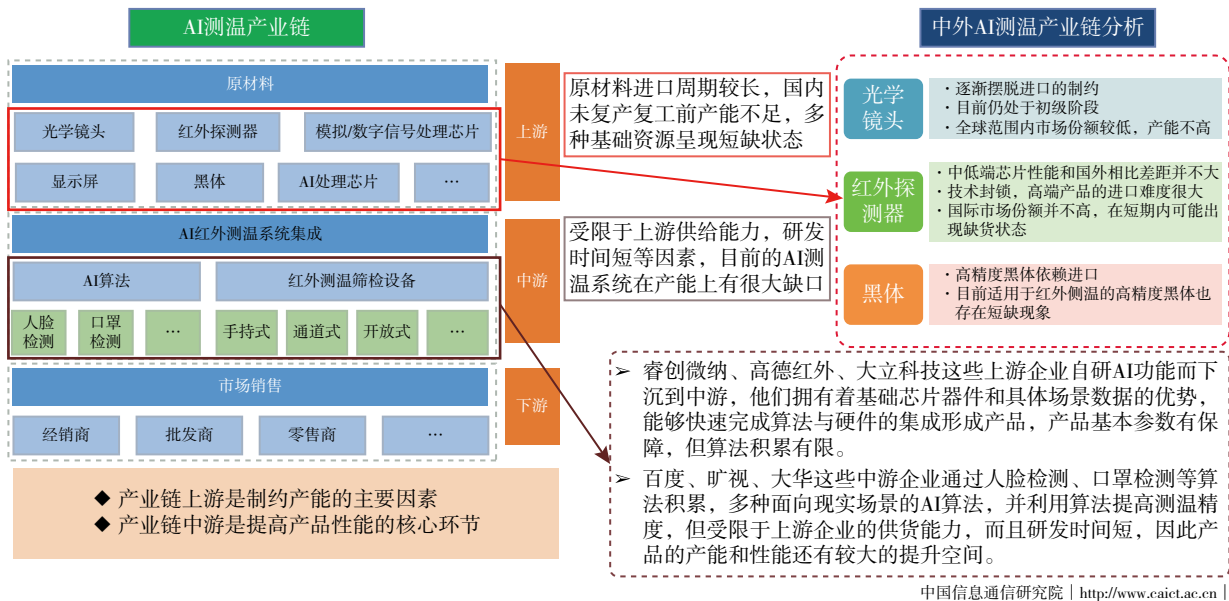 AI测温产业链
中外AI测温产业链分析
原材料
光学镜头
红外探测器
模拟/数字信号处理芯片
显示屏
黑体
AI处理芯片
…
上游
原材料进口周期较长，国内
未复产复工前产能不足，多
种基础资源呈现短缺状态
AI红外测温系统集成
AI算法
红外测温筛检设备
人脸
检测
口罩
检测
…
手持式
通道式
开放式
…
中游
受限于上游供给能力，研发
时间短等因素，目前的AI测
温系统在产能上有很大缺口
市场销售
经销商
批发商
零售商
…
下游
◆ 产业链上游是制约产能的主要因素
◆ 产业链中游是提高产品性能的核心环节
光学
镜头
・逐渐摆脱进口的制约
・目前仍处于初级阶段
・全球范围内市场份额较低，产能不高
红外探
测器
・中低端芯片性能和国外相比差距并不大
・技术封锁，高端产品的进口难度很大
・国际市场份额并不高，在短期内可能出
现缺货状态
黑体
・高精度黑体依赖进口
・目前适用于红外侧温的高精度黑体也
存在短缺现象
➢ 睿创微纳、高德红外、大立科技这些上游企业自研AI功能而下
沉到中游，他们拥有着基础芯片器件和具体场景数据的优势，
能够快速完成算法与硬件的集成形成产品，产品基本参数有保
障，但算法积累有限。
➢ 百度、旷视、大华这些中游企业通过人脸检测、口罩检测等算
法积累，多种面向现实场景的AI算法，并利用算法提高测温精
度，但受限于上游企业的供货能力，而且研发时间短，因此产
品的产能和性能还有较大的提升空间。
中国信息通信研究院 | http://www.caict.ac.cn |